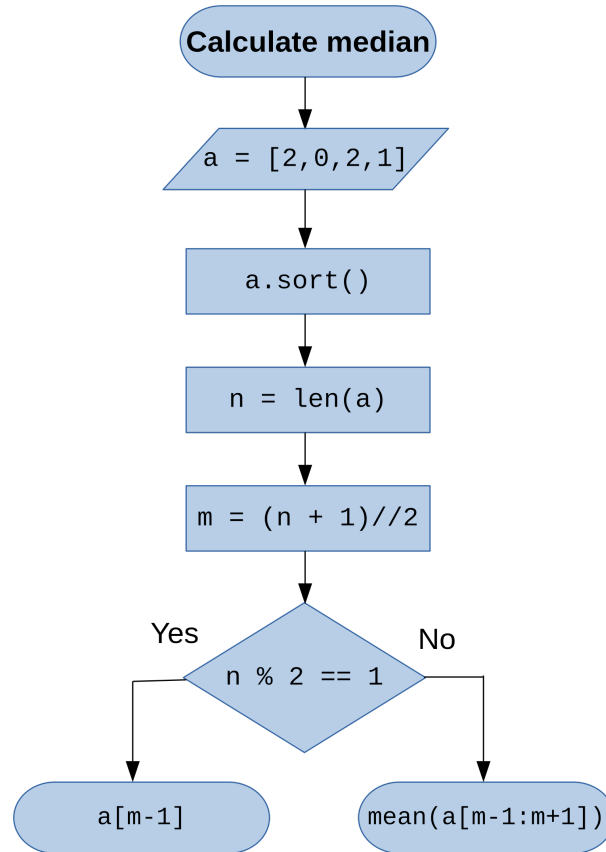 Calculate median
a = [2,0,2,1]
a.sort()
n = len(a)
m = (n + 1)//2
Yes
No
n % 2 == 1
a[m-1]
mean(a[m-1:m+1])